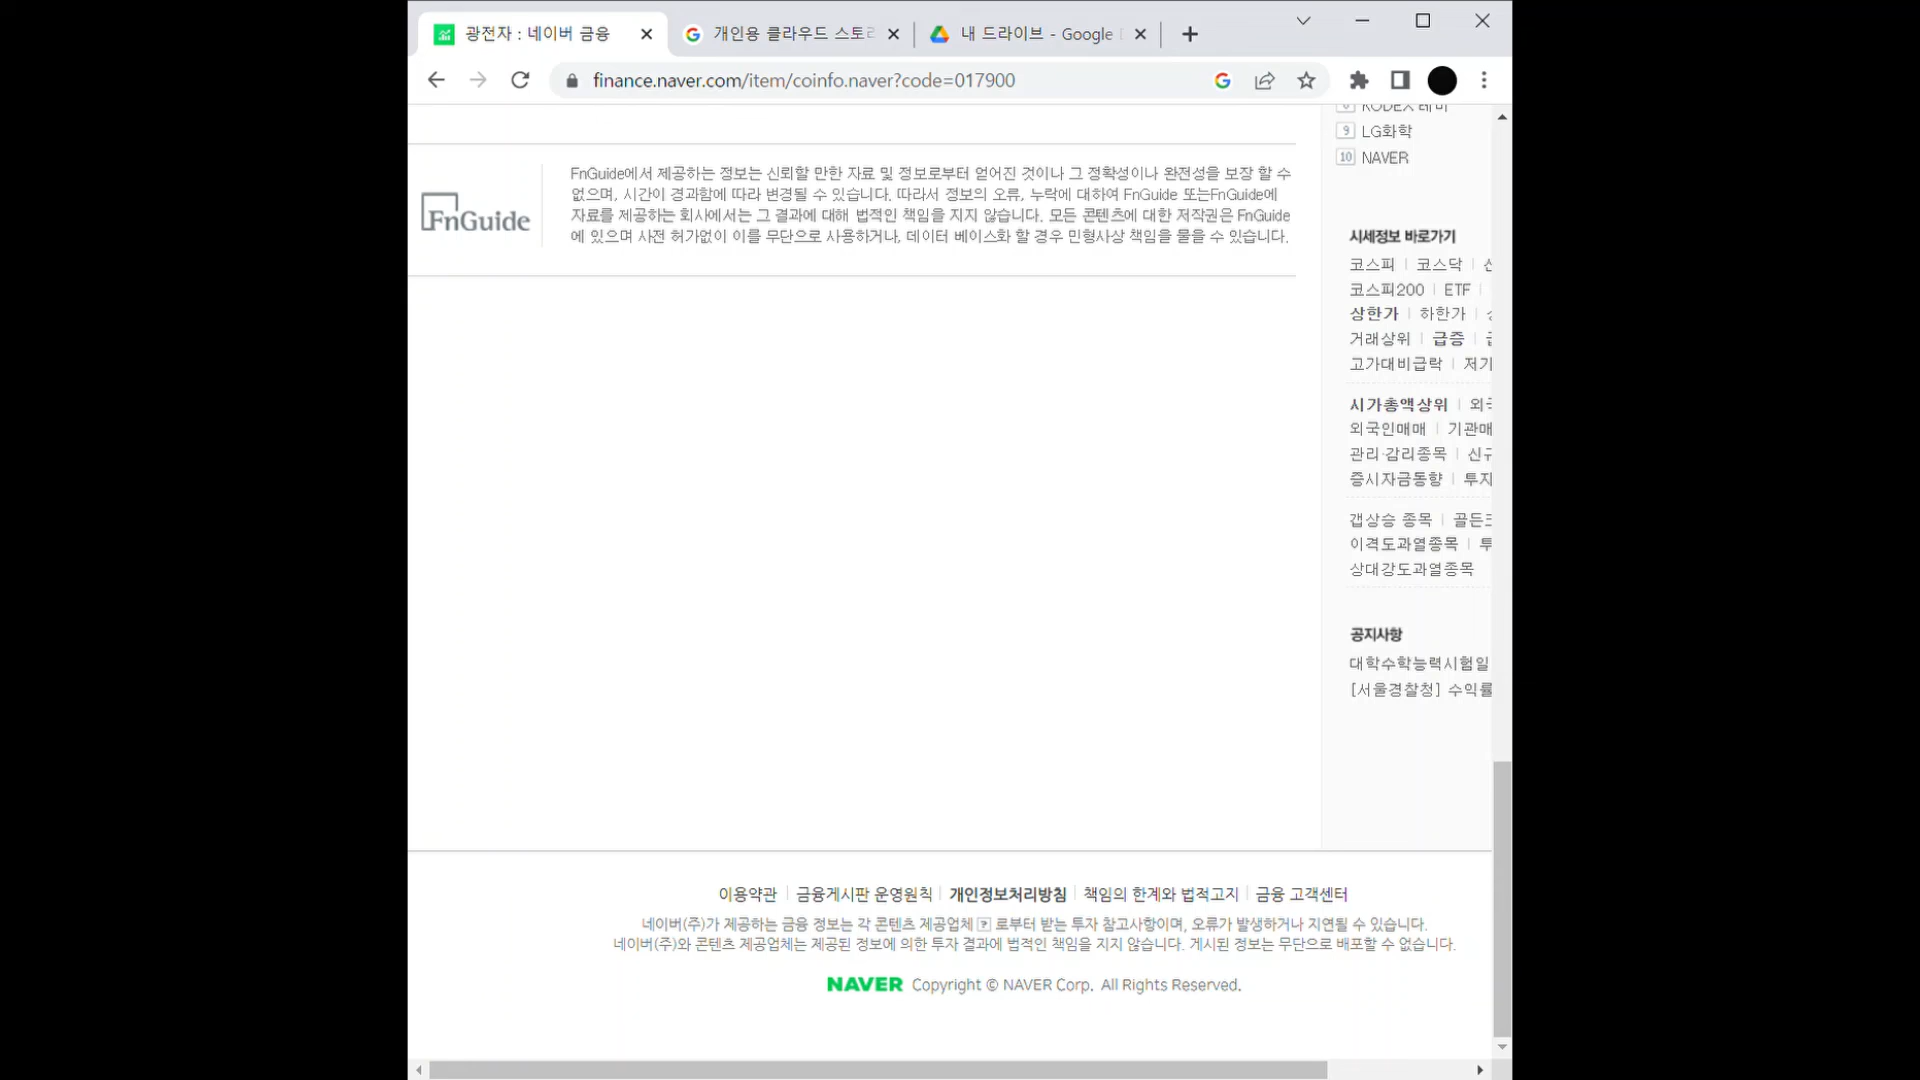 광전자 : 네이버 금융
개인용 클라우드 스토리
내 드라이브 - Google
finance.naver.com/item/coinfo.naver?code=017900
9 LG화학
10 NAVER
FnGuide
FnGuide에서 제공하는 정보는 신뢰할 만한 자료 및 정보로부터 얻어진 것이나 그 정확성이나 완전성을 보장 할 수
없으며, 시간이 경과함에 따라 변경될 수 있습니다. 따라서 정보의 오류, 누락에 대하여 FnGuide 또는FnGuide에
자료를 제공하는 회사에서는 그 결과에 대해 법적인 책임을 지지 않습니다. 모든 콘텐츠에 대한 저작권은 FnGuide
에 있으며 사전 허가없이 이를 무단으로 사용하거나, 데이터 베이스화 할 경우 민형사상 책임을 물을 수 있습니다.
시세정보 바로가기
코스피 | 코스닥 |
코스피200 | ETF |
상한가 | 하한가 |
거래상위 | 급증 |
고가대비급락 | 저가
시가총액상위 | 외국
외국인매매 | 기관매
관리·감리종목 | 신규
증시자금동향 | 투자
갭상승 종목 | 골든크
이격도과열종목 | 투
상대강도과열종목
공지사항
대학수학능력시험일
[서울경찰청] 수익률
이용약관 | 금융게시판 운영원칙 | 개인정보처리방침 | 책임의 한계와 법적고지 | 금융 고객센터
네이버(주)가 제공하는 금융 정보는 각 콘텐츠 제공업체 ? 로부터 받는 투자 참고사항이며, 오류가 발생하거나 지연될 수 있습니다.
네이버(주)와 콘텐츠 제공업체는 제공된 정보에 의한 투자 결과에 법적인 책임을 지지 않습니다. 게시된 정보는 무단으로 배포할 수 없습니다.
NAVER Copyright © NAVER Corp. All Rights Reserved.